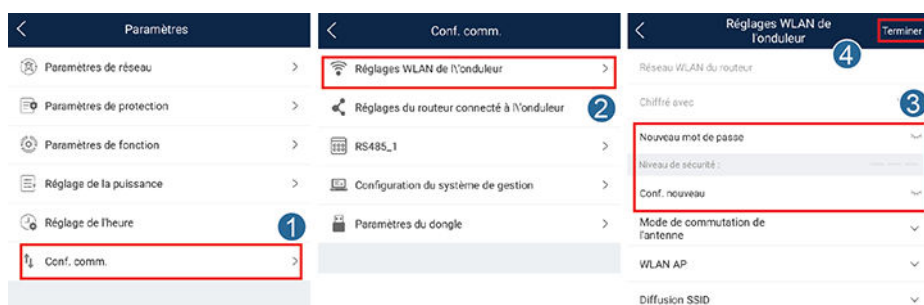 Paramètres
Paramètres de réseau
Paramètres de protection
Paramètres de fonction
Réglage de la puissance
Réglage de l'heure
1
Conf. comm.
Conf. comm.
Réglages WLAN de l\'onduleur
2
Réglages du routeur connecté à l\'onduleur
RS485_1
Configuration du système de gestion
Paramètres du dongle
Réglages WLAN de
l'onduleur
Terminer
4
Réseau WLAN du routeur
Chiffré avec
3
Nouveau mot de passe
Niveau de sécurité :
Conf. nouveau
Mode de commutation de
l'antenne
WLAN AP
Diffusion SSID